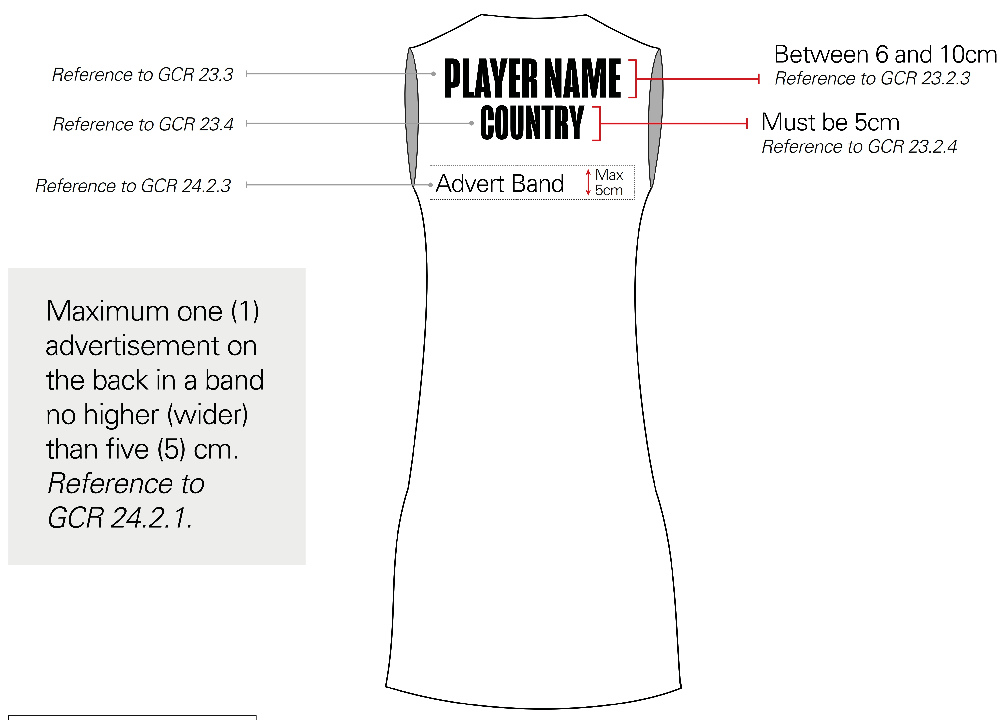 Reference to GCR 23.3
PLAYER NAME
Between 6 and 10cm
Reference to GCR 23.2.3
Reference to GCR 23.4
COUNTRY
Must be 5cm
Reference to GCR 23.2.4
Reference to GCR 24.2.3
Advert Band
Max
5cm
Maximum one (1)
advertisement on
the back in a band
no higher (wider)
than five (5) cm.
Reference to
GCR 24.2.1.